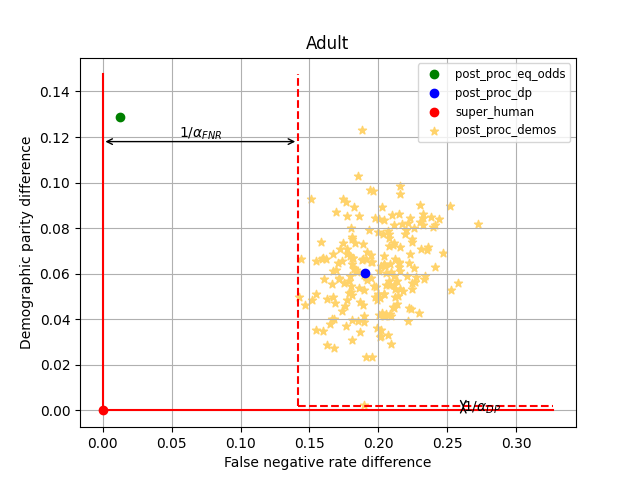 Adult
post_proc_eq_odds
post_proc_dp
super_human
post_proc_demos
1/α_FNR
1/α_DP
Demographic parity difference
0.14
0.12
0.10
0.08
0.06
0.04
0.02
0.00
0.00 0.05 0.10 0.15 0.20 0.25 0.30
False negative rate difference